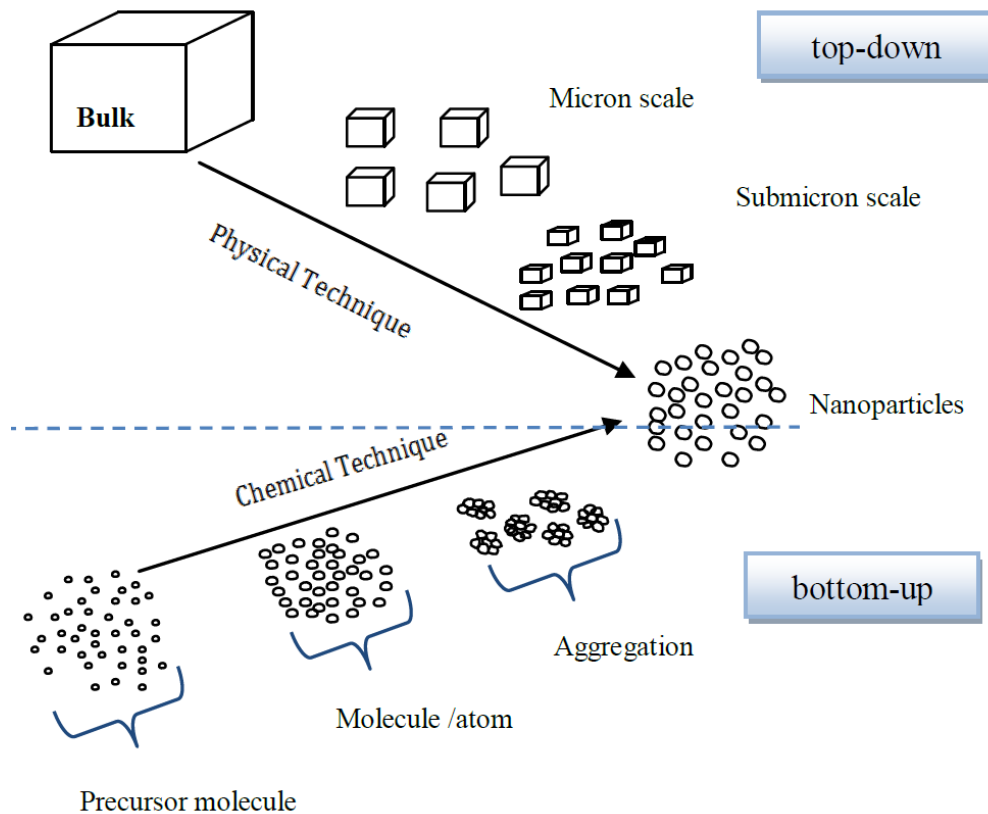 top-down
Bulk
Micron scale
Submicron scale
Physical Technique
Nanoparticles
Chemical Technique
bottom-up
Aggregation
Molecule /atom
Precursor molecule